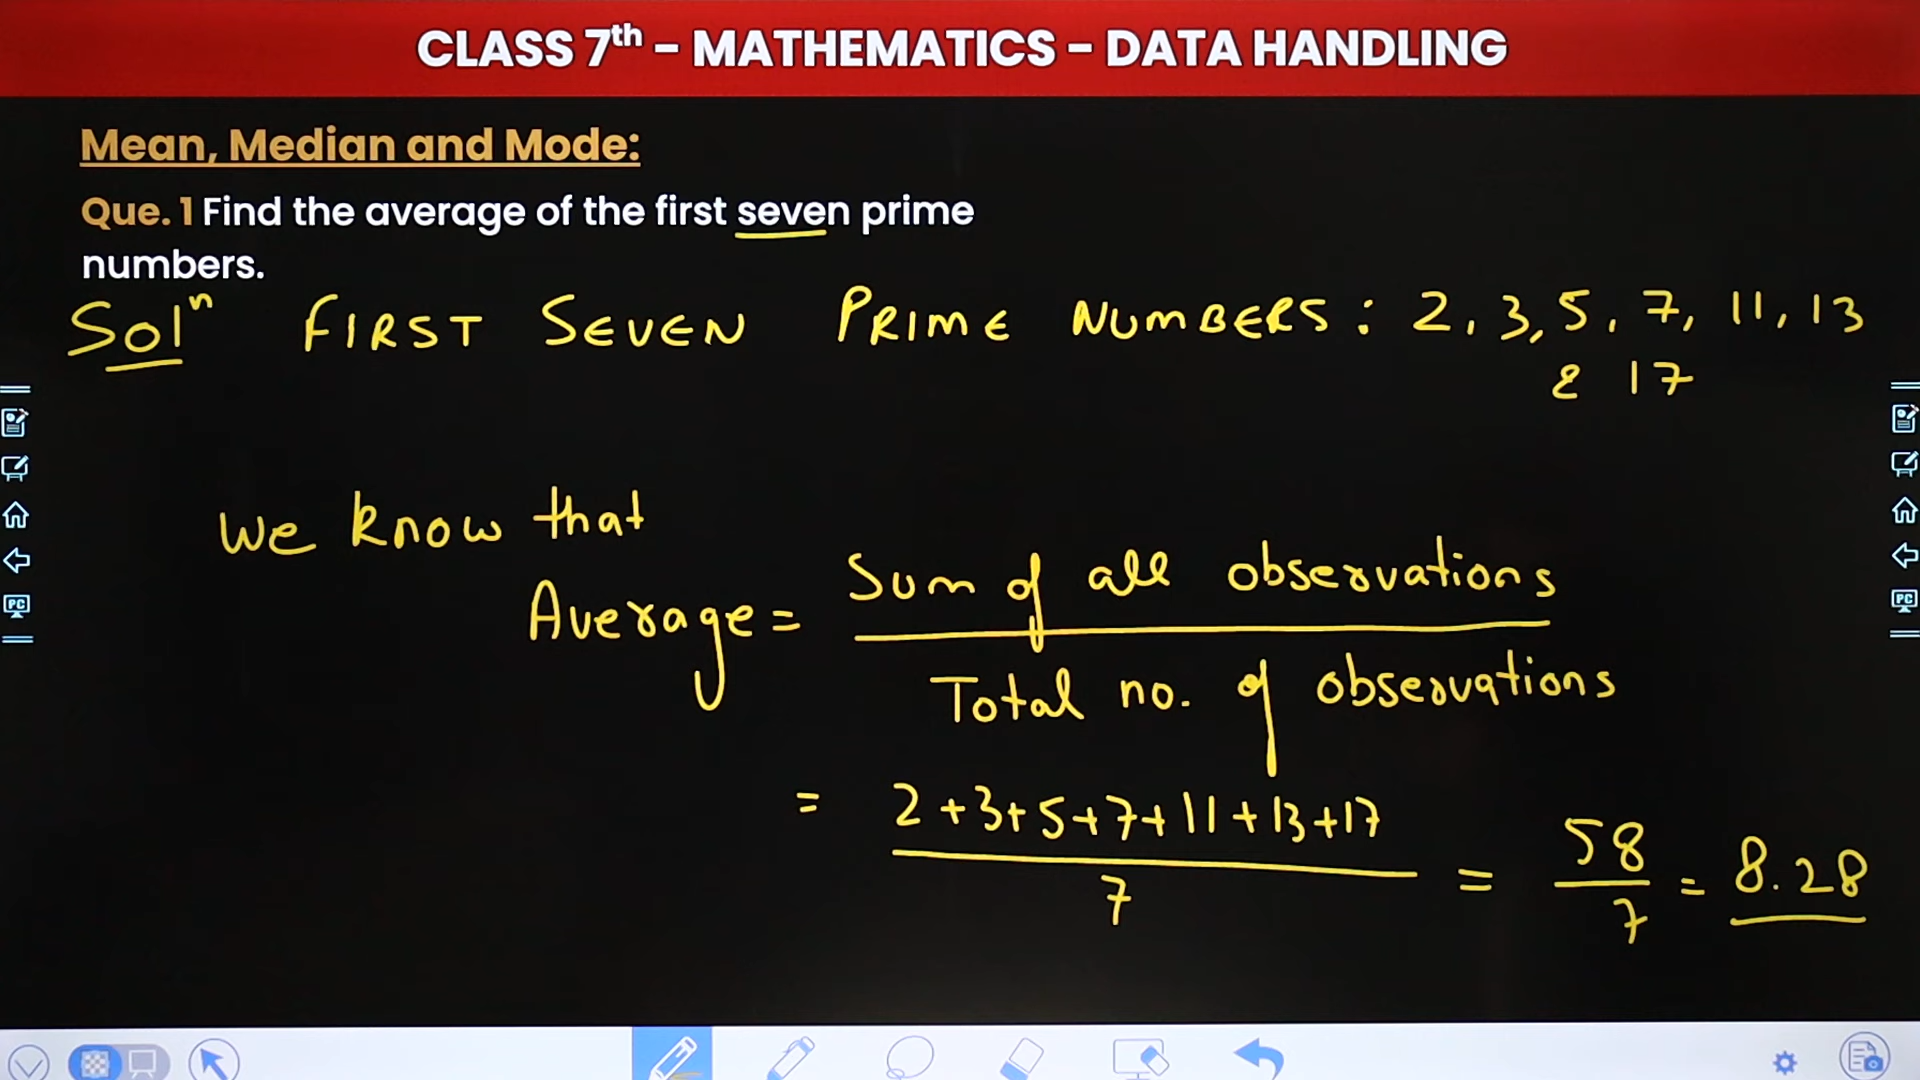 CLASS 7th - MATHEMATICS - DATA HANDLING
Mean, Median and Mode:
Que. 1 Find the average of the first seven prime
numbers.
Solⁿ FIRST SEVEN PRIME NUMBERS : 2, 3, 5, 7, 11, 13
& 17
We know that
Average = Sum of all observations
Total no. of observations
= 2+3+5+7+11+13+17
7
= 58
7
= 8.28
PC
PC